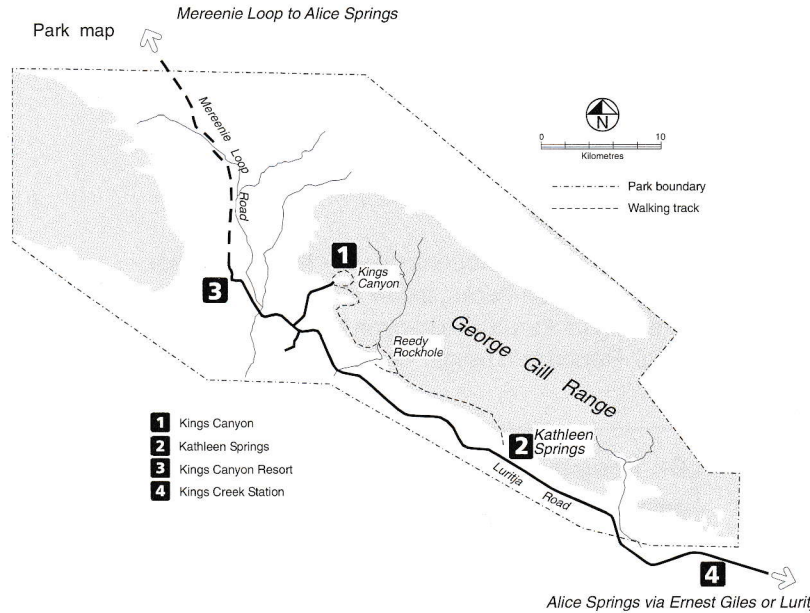 Mereenie Loop to Alice Springs
Park map
Mereenie Loop Road
N
0 10
Kilometres
Park boundary
Walking track
1
Kings
Canyon
3
Reedy
Rockhole
George Gill Range
1 Kings Canyon
2 Kathleen Springs
3 Kings Canyon Resort
4 Kings Creek Station
2 Kathleen
Springs
Luritja Road
4
Alice Springs via Ernest Giles or Lurit